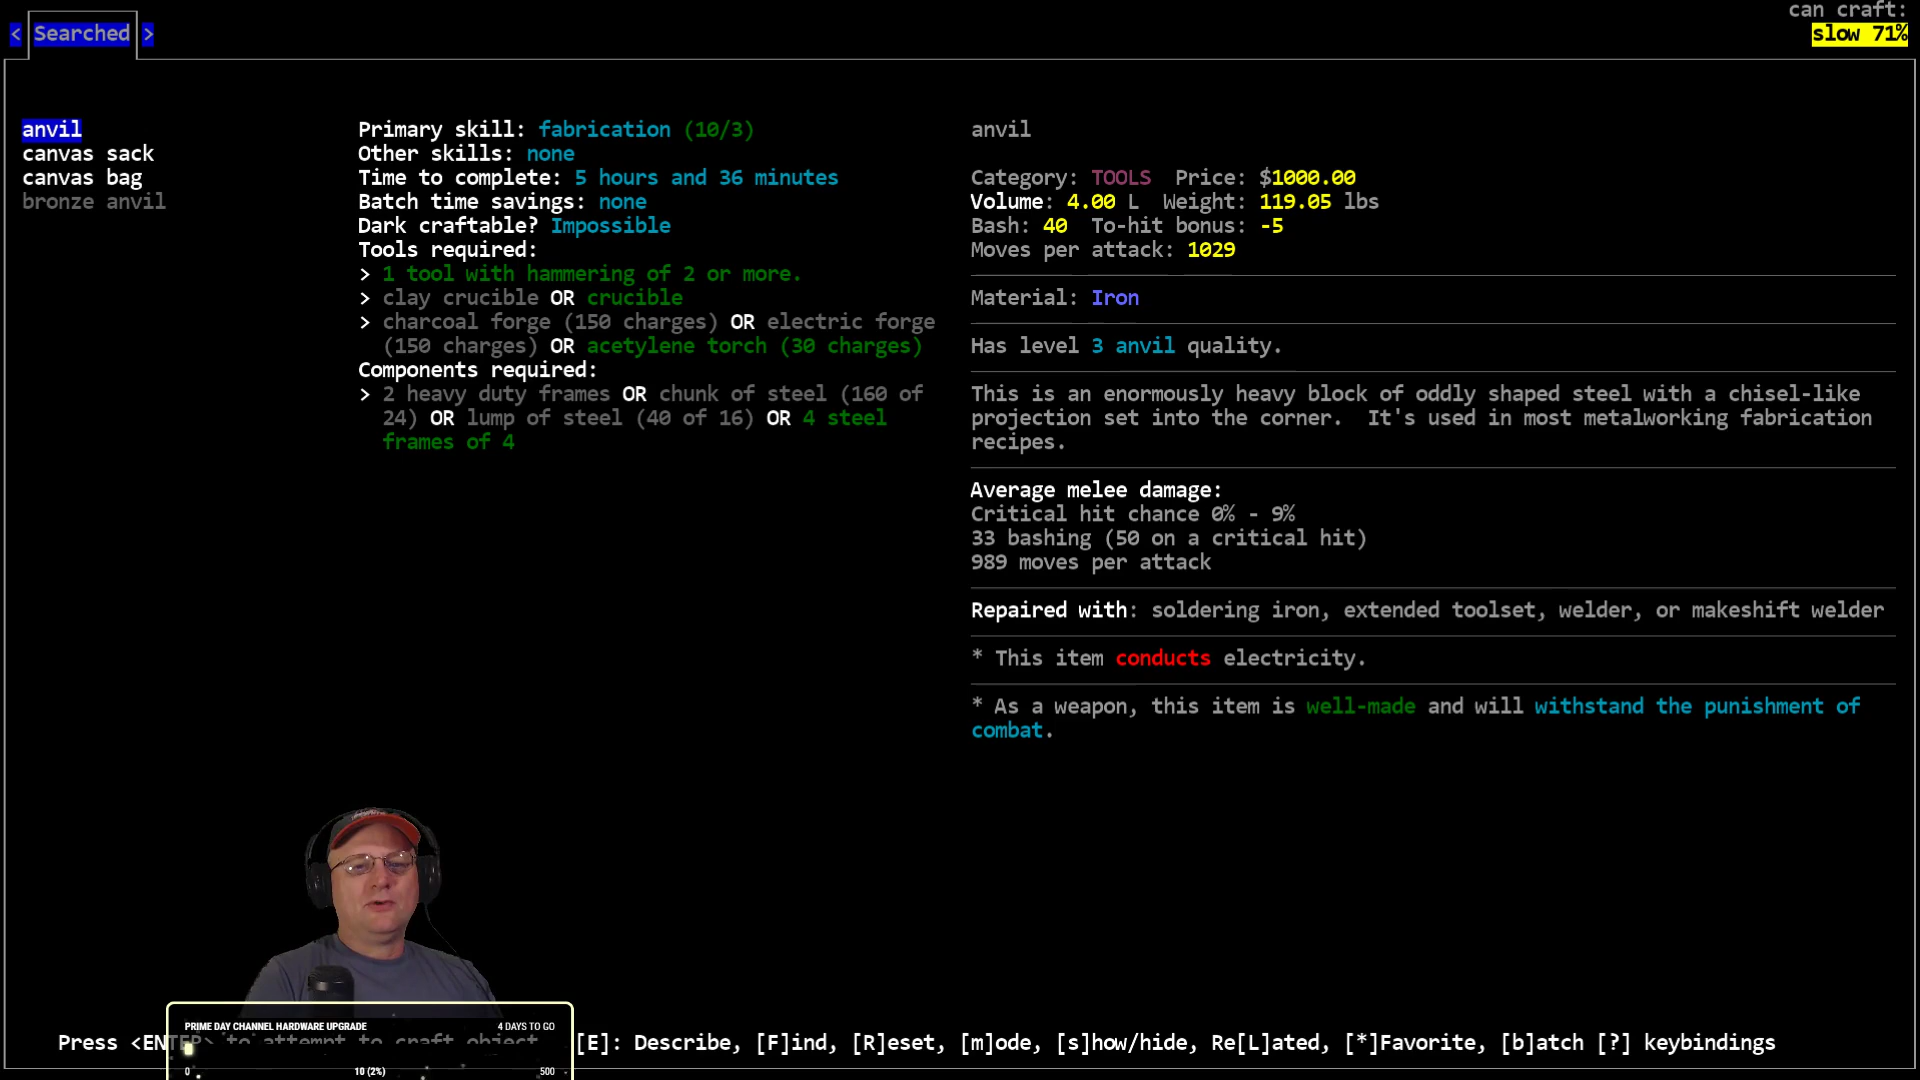 can craft:
< Searched >
slow 71%
anvil
canvas sack
canvas bag
bronze anvil
Primary skill: fabrication (10/3)
Other skills: none
Time to complete: 5 hours and 36 minutes
Batch time savings: none
Dark craftable? Impossible
Tools required:
> 1 tool with hammering of 2 or more.
> clay crucible OR crucible
> charcoal forge (150 charges) OR electric forge
(150 charges) OR acetylene torch (30 charges)
Components required:
> 2 heavy duty frames OR chunk of steel (160 of
24) OR lump of steel (40 of 16) OR 4 steel
frames of 4
anvil
Category: TOOLS Price: $1000.00
Volume: 4.00 L Weight: 119.05 lbs
Bash: 40 To-hit bonus: -5
Moves per attack: 1029
Material: Iron
Has level 3 anvil quality.
This is an enormously heavy block of oddly shaped steel with a chisel-like
projection set into the corner. It's used in most metalworking fabrication
recipes.
Average melee damage:
Critical hit chance 0% - 9%
33 bashing (50 on a critical hit)
989 moves per attack
Repaired with: soldering iron, extended toolset, welder, or makeshift welder
* This item conducts electricity.
* As a weapon, this item is well-made and will withstand the punishment of
combat.
PRIME DAY CHANNEL HARDWARE UPGRADE 4 DAYS TO GO
Press <ENTER> to attempt to craft object [E]: Describe, [F]ind, [R]eset, [m]ode, [s]how/hide, Re[L]ated, [*]Favorite, [b]atch [?] keybindings
0 10 (2%) 500